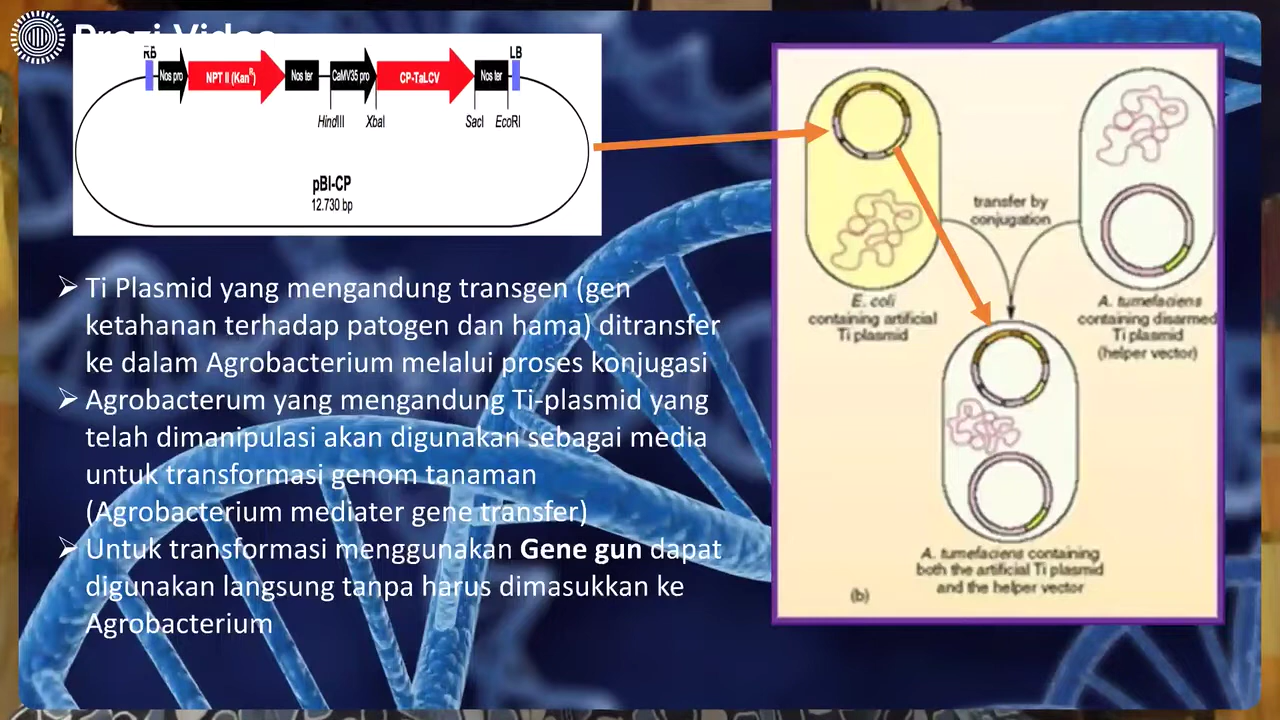 Prezi Video
RB
LB
Nos pro
NPT II (Kanᴿ)
Nos ter
CaMV35 pro
CP-TaLCV
Nos ter
HindIII
XbaI
SacI
EcoRI
pBI-CP
12.730 bp
➢ Ti Plasmid yang mengandung transgen (gen
ketahanan terhadap patogen dan hama) ditransfer
ke dalam Agrobacterium melalui proses konjugasi
➢ Agrobacterum yang mengandung Ti-plasmid yang
telah dimanipulasi akan digunakan sebagai media
untuk transformasi genom tanaman
(Agrobacterium mediater gene transfer)
➢ Untuk transformasi menggunakan Gene gun dapat
digunakan langsung tanpa harus dimasukkan ke
Agrobacterium
transfer by
conjugation
E. coli
containing artificial
Ti plasmid
A. tumefaciens
containing disarmed
Ti plasmid
(helper vector)
A. tumefaciens containing
both the artificial Ti plasmid
and the helper vector
(b)